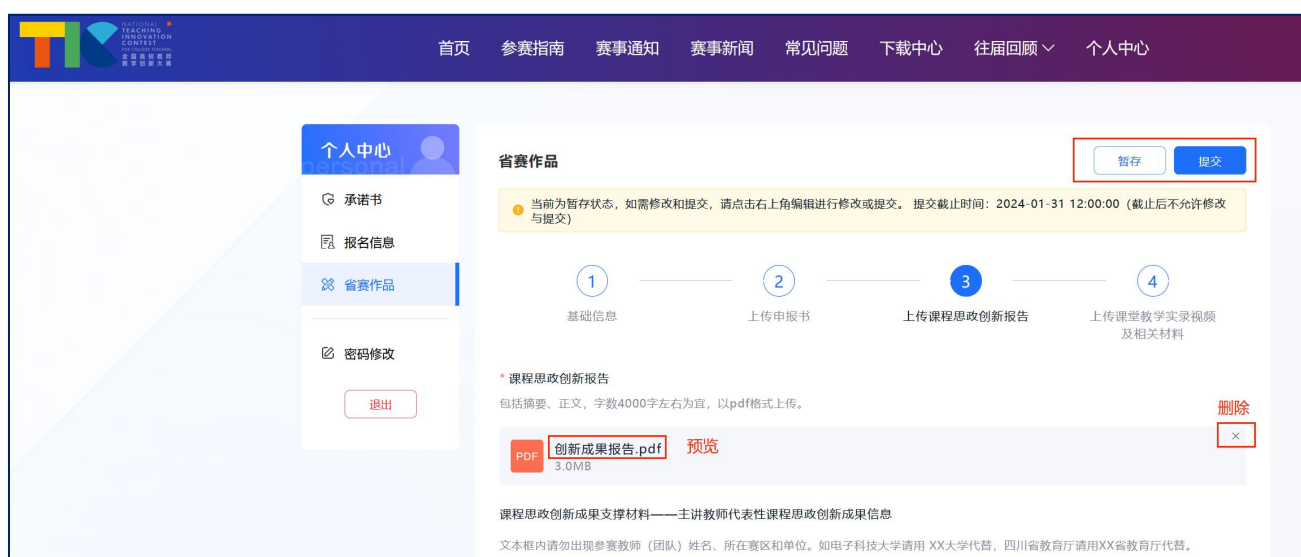 NATIONAL
TEACHING
INNOVATION
CONTEST
FOR COLLEGE TEACHERS
全国高校教师
教学创新大赛
首页 参赛指南 赛事通知 赛事新闻 常见问题 下载中心 往届回顾 个人中心
个人中心
personal
承诺书
报名信息
省赛作品
密码修改
退出
省赛作品
暂存 提交
当前为暂存状态，如需修改和提交，请点击右上角编辑进行修改或提交。 提交截止时间：2024-01-31 12:00:00（截止后不允许修改
与提交）
1 2 3 4
基础信息 上传申报书 上传课程思政创新报告 上传课堂教学实录视频
及相关材料
* 课程思政创新报告
包括摘要、正文，字数4000字左右为宜，以pdf格式上传。
删除
PDF 创新成果报告.pdf 预览
3.0MB
课程思政创新成果支撑材料——主讲教师代表性课程思政创新成果信息
文本框内请勿出现参赛教师（团队）姓名、所在赛区和单位。如电子科技大学请用 XX大学代替，四川省教育厅请用XX省教育厅代替。